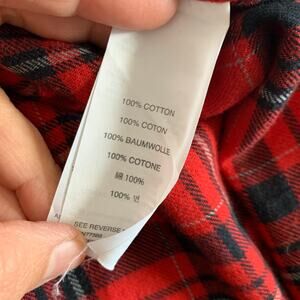 100% COTTON
100% COTON
100% BAUMWOLLE
100% COTONE
綿 100%
100% 면
SEE REVERSE